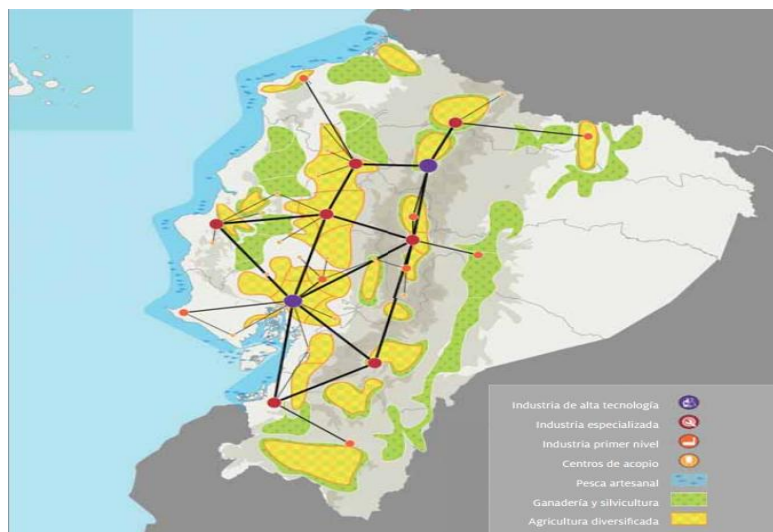 Industria de alta tecnología
Industria especializada
Industria primer nivel
Centros de acopio
Pesca artesanal
Ganadería y silvicultura
Agricultura diversificada